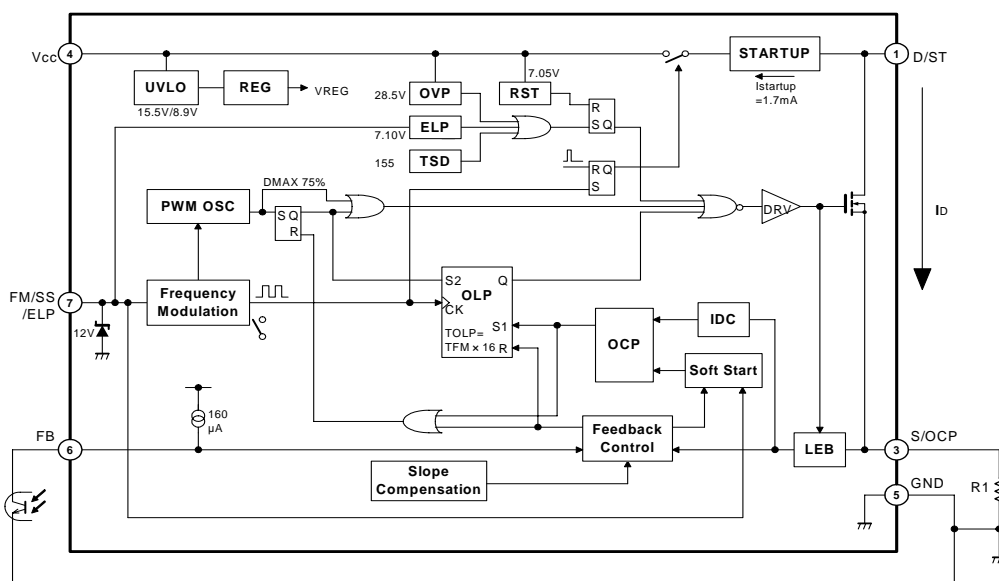 Vcc
4
STARTUP
1
D/ST
Istartup
=1.7mA
7.05V
UVLO
REG
VREG
28.5V
OVP
RST
15.5V/8.9V
R
S Q
7.10V
ELP
155
TSD
R Q
S
DMAX 75%
PWM OSC
S Q
R
DRV
ID
FM/SS
/ELP
7
Frequency
Modulation
12V
S2
Q
OLP
CK
TOLP=
S1
TFM × 16
R
OCP
IDC
Soft Start
160
µA
FB
6
Feedback
Control
LEB
3
S/OCP
Slope
Compensation
GND
5
R1